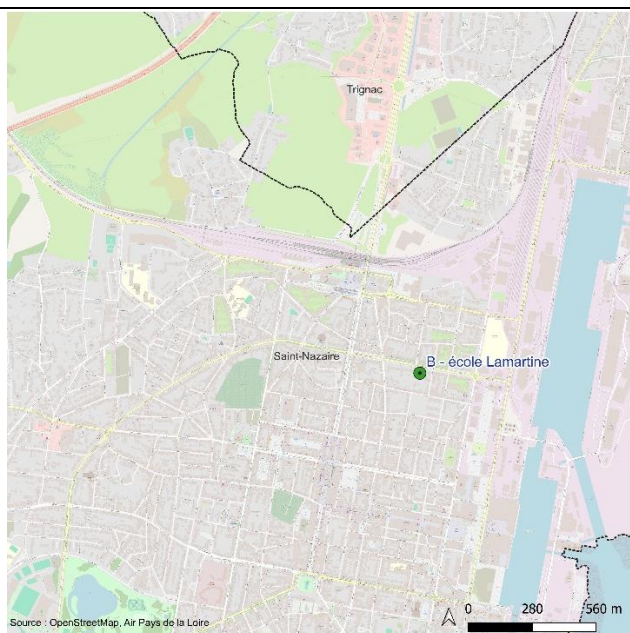 Trignac
Saint-Nazaire
B - école Lamartine
Source : OpenStreetMap, Air Pays de la Loire
0 280 560 m